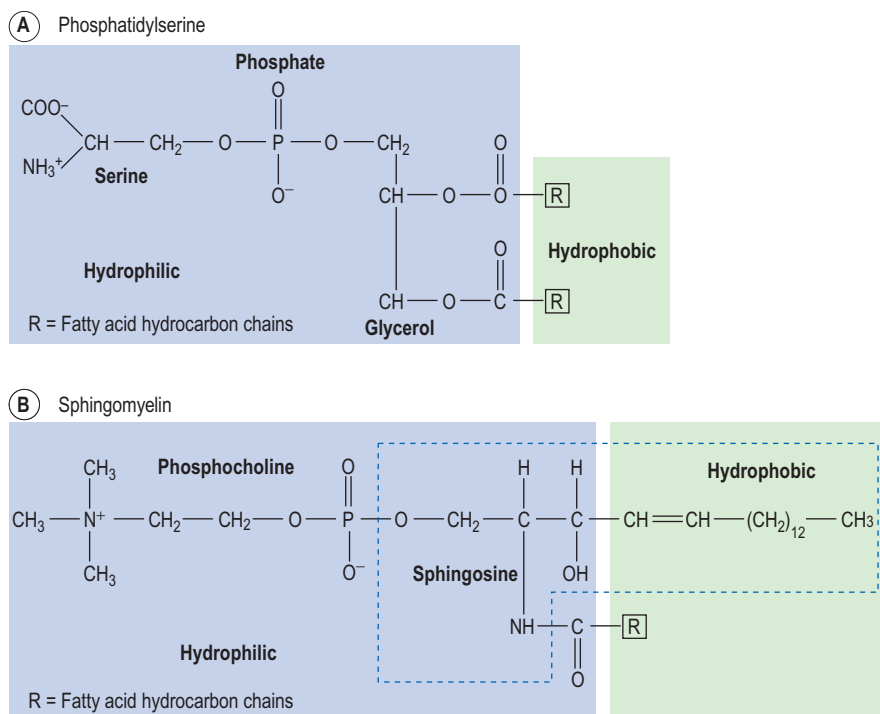 A Phosphatidylserine
Phosphate
O
COO⁻
CH — CH₂ — O — P — O — CH₂
NH₃⁺
Serine
O⁻
O
CH — O — O — R
Hydrophilic
Hydrophobic
O
CH — O — C — R
R = Fatty acid hydrocarbon chains
Glycerol
B Sphingomyelin
Phosphocholine
Hydrophobic
CH₃
O
H
H
CH₃ — N⁺ — CH₂ — CH₂ — O — P — O — CH₂ — C — C — CH = CH — (CH₂)₁₂ — CH₃
CH₃
O⁻
Sphingosine
OH
NH — C — R
Hydrophilic
O
R = Fatty acid hydrocarbon chains